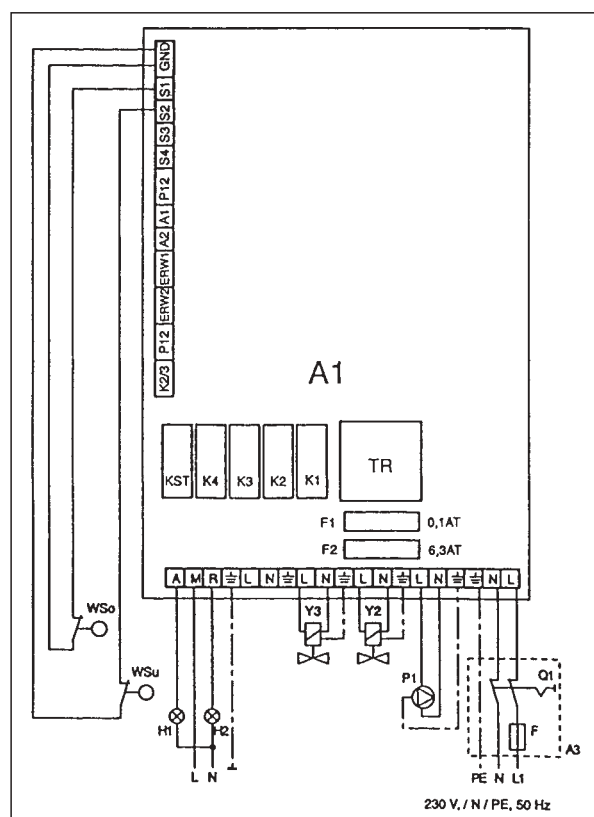 GND
S1
S2
S3
S4
P12
A1
A2
ERW1
ERW2
P12
K2/3
A1
KST K4 K3 K2 K1 TR
F1 0,1AT
F2 6,3AT
A M R L N L N L N L N N L
Y3 Y2
WSo
WSu
P1
Q1
H1 H2
F
A3
L N PE N L1
230 V, / N / PE, 50 Hz